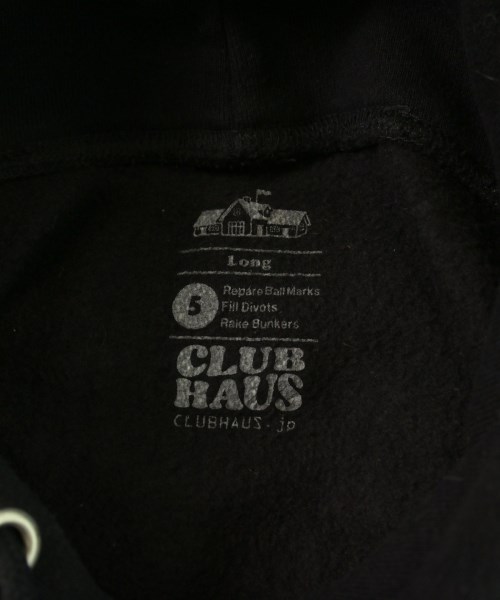 Long
5
Repare Ball Marks
Fill Divots
Rake Bunkers
CLUB
HAUS
CLUBHAUS.jp